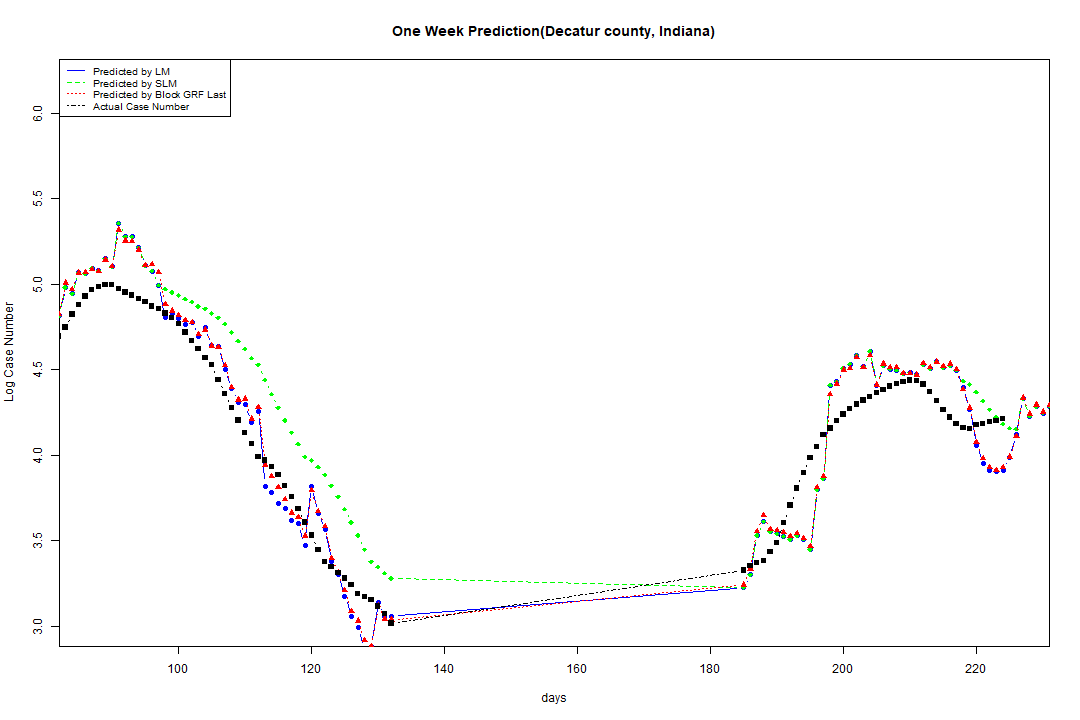 One Week Prediction(Decatur county, Indiana)
Predicted by LM
Predicted by SLM
Predicted by Block GRF Last
Actual Case Number
6.0
5.5
5.0
4.5
4.0
3.5
3.0
Log Case Number
100 120 140 160 180 200 220
days